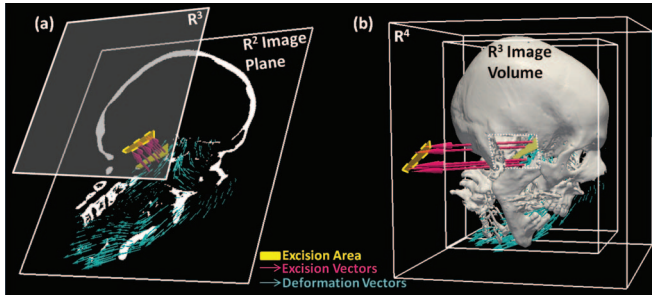 (a)
R³
R² Image
Plane
(b)
R⁴
R³ Image
Volume
Excision Area
Excision Vectors
Deformation Vectors